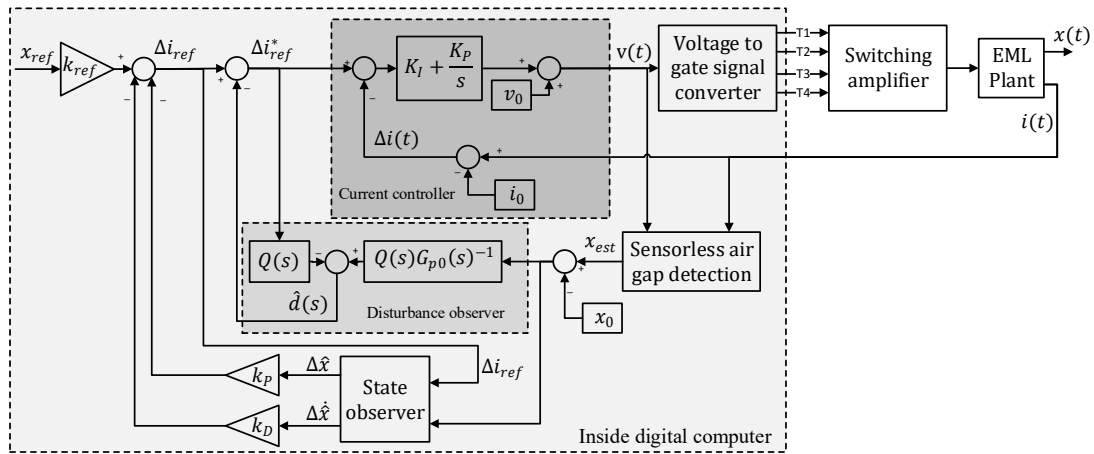 x_ref
k_ref
+
−
−
Δi_ref
+
−
Δi*_ref
+
−
K_I + K_P/s
+
+
v_0
v(t)
Voltage to
gate signal
converter
T1
T2
T3
T4
Switching
amplifier
EML
Plant
x(t)
i(t)
Δi(t)
+
−
i_0
Current controller
Q(s)
−
+
Q(s)G_p0(s)^−1
d̂(s)
Disturbance observer
x_est
+
−
x_0
Sensorless air
gap detection
k_P
Δx̂
State
observer
Δi_ref
k_D
Δẋ̂
Inside digital computer